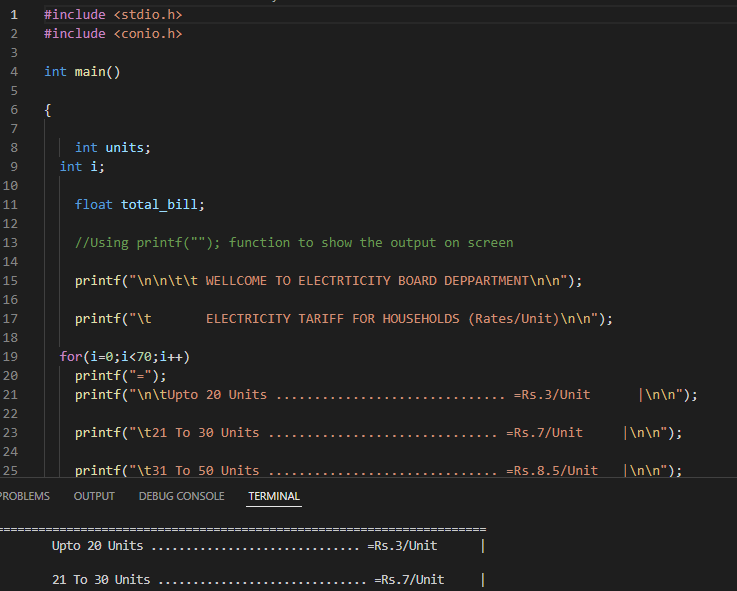 1 #include <stdio.h>
2 #include <conio.h>
3
4 int main()
5
6 {
7
8 int units;
9 int i;
10
11 float total_bill;
12
13 //Using printf(""); function to show the output on screen
14
15 printf("\n\n\t\t WELLCOME TO ELECTRTICITY BOARD DEPPARTMENT\n\n");
16
17 printf("\t       ELECTRICITY TARIFF FOR HOUSEHOLDS (Rates/Unit)\n\n");
18
19 for(i=0;i<70;i++)
20 printf("=");
21 printf("\n\tUpto 20 Units .............................. =Rs.3/Unit      |\n\n");
22
23 printf("\t21 To 30 Units .............................. =Rs.7/Unit     |\n\n");
24
25 printf("\t31 To 50 Units .............................. =Rs.8.5/Unit   |\n\n");
PROBLEMS OUTPUT DEBUG CONSOLE TERMINAL
======================================================================
Upto 20 Units .............................. =Rs.3/Unit      |
21 To 30 Units .............................. =Rs.7/Unit     |